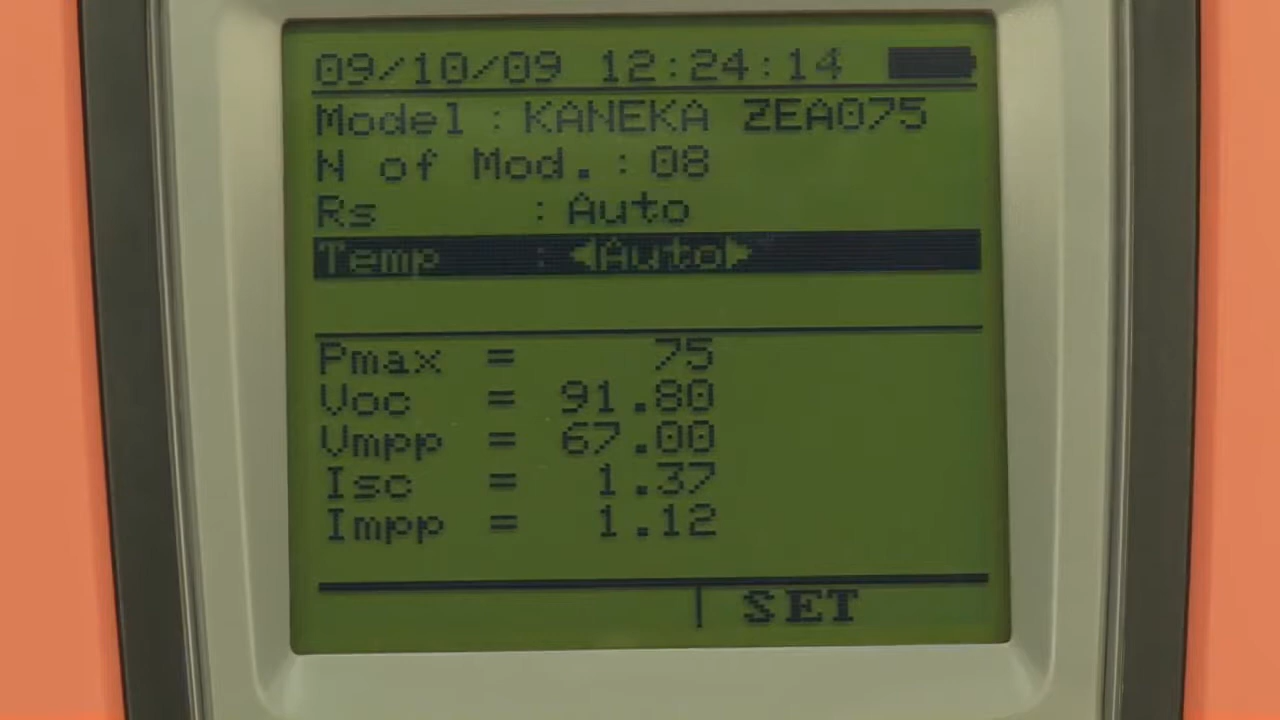 09/10/09 12:24:14
Model : KANEKA ZEA075
N of Mod. : 08
Rs : Auto
Temp : ◀Auto▶
Pmax = 75
Voc = 91.80
Vmpp = 67.00
Isc = 1.37
Impp = 1.12
SET